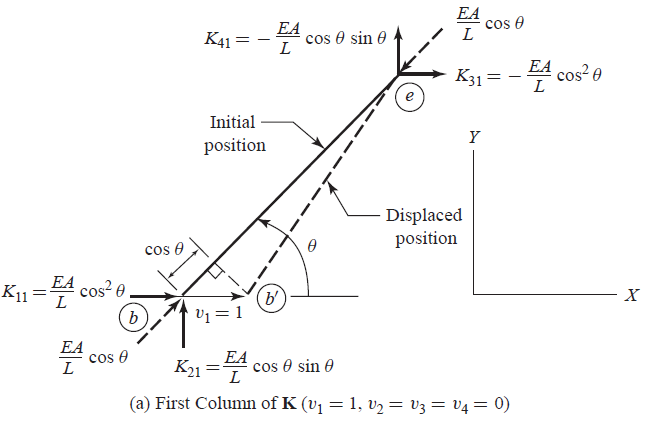 K₄₁ = − EA/L cos θ sin θ
EA/L cos θ
K₃₁ = − EA/L cos² θ
e
Initial
position
Y
Displaced
position
cos θ
θ
K₁₁ = EA/L cos² θ
X
b
v₁ = 1
b′
EA/L cos θ
K₂₁ = EA/L cos θ sin θ
(a) First Column of K (v₁ = 1, v₂ = v₃ = v₄ = 0)